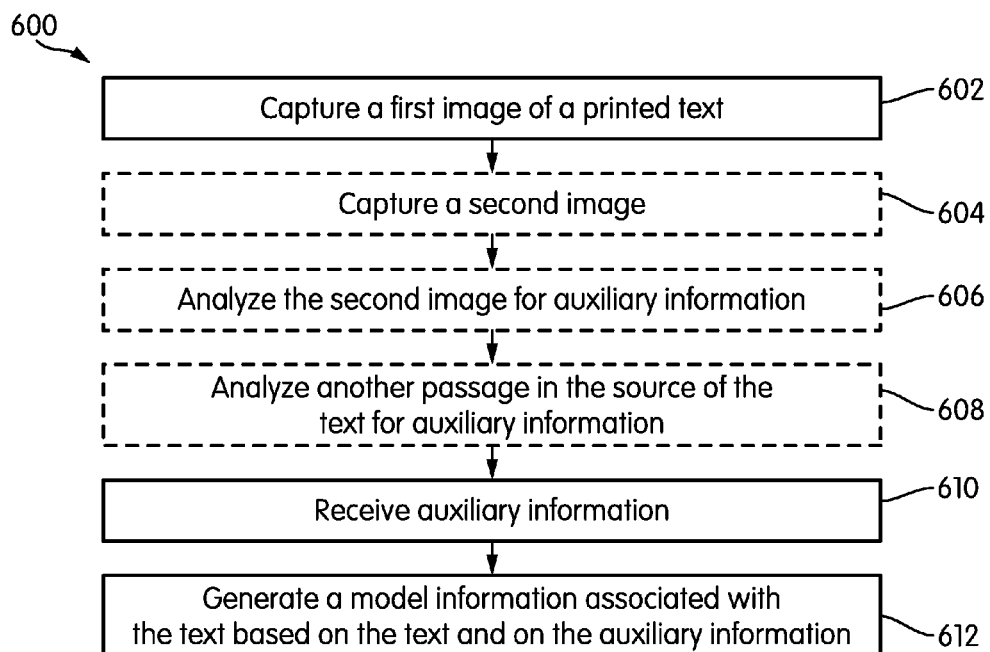 600
Capture a first image of a printed text
602
Capture a second image
604
Analyze the second image for auxiliary information
606
Analyze another passage in the source of the
text for auxiliary information
608
Receive auxiliary information
610
Generate a model information associated with
the text based on the text and on the auxiliary information
612